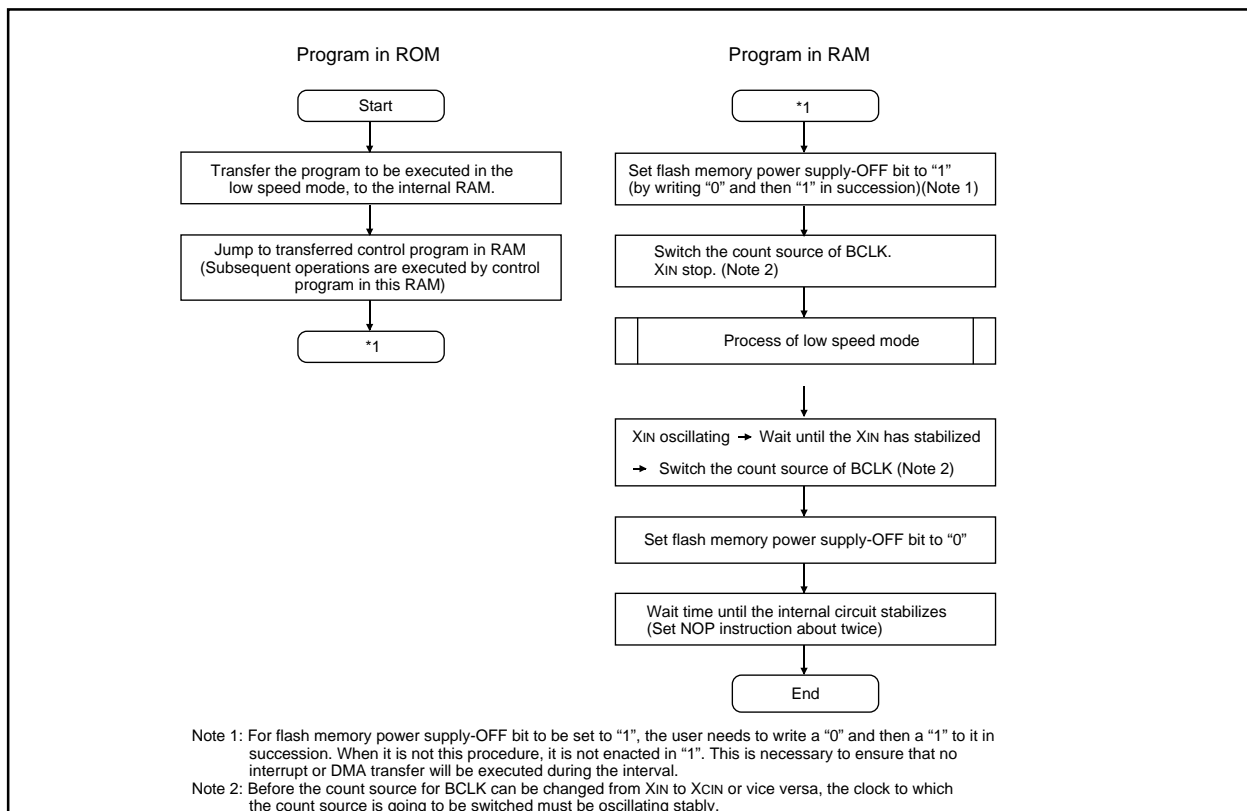 Program in ROM
Start
Transfer the program to be executed in the
low speed mode, to the internal RAM.
Jump to transferred control program in RAM
(Subsequent operations are executed by control
program in this RAM)
*1
Program in RAM
*1
Set flash memory power supply-OFF bit to “1”
(by writing “0” and then “1” in succession)(Note 1)
Switch the count source of BCLK.
XIN stop. (Note 2)
Process of low speed mode
XIN oscillating → Wait until the XIN has stabilized
→ Switch the count source of BCLK (Note 2)
Set flash memory power supply-OFF bit to “0”
Wait time until the internal circuit stabilizes
(Set NOP instruction about twice)
End
Note 1: For flash memory power supply-OFF bit to be set to “1”, the user needs to write a “0” and then a “1” to it in
succession. When it is not this procedure, it is not enacted in “1”. This is necessary to ensure that no
interrupt or DMA transfer will be executed during the interval.
Note 2: Before the count source for BCLK can be changed from XIN to XCIN or vice versa, the clock to which
the count source is going to be switched must be oscillating stably.